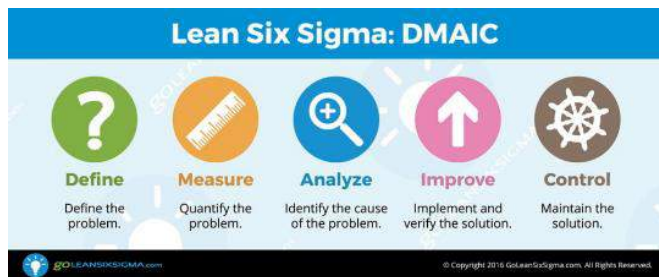 Lean Six Sigma: DMAIC
Define
Measure
Analyze
Improve
Control
Define the
problem.
Quantify the
problem.
Identify the cause
of the problem.
Implement and
verify the solution.
Maintain the
solution.
goLEANSIXSIGMA.com
© Copyright 2016 GoLeanSixSigma.com. All Rights Reserved.